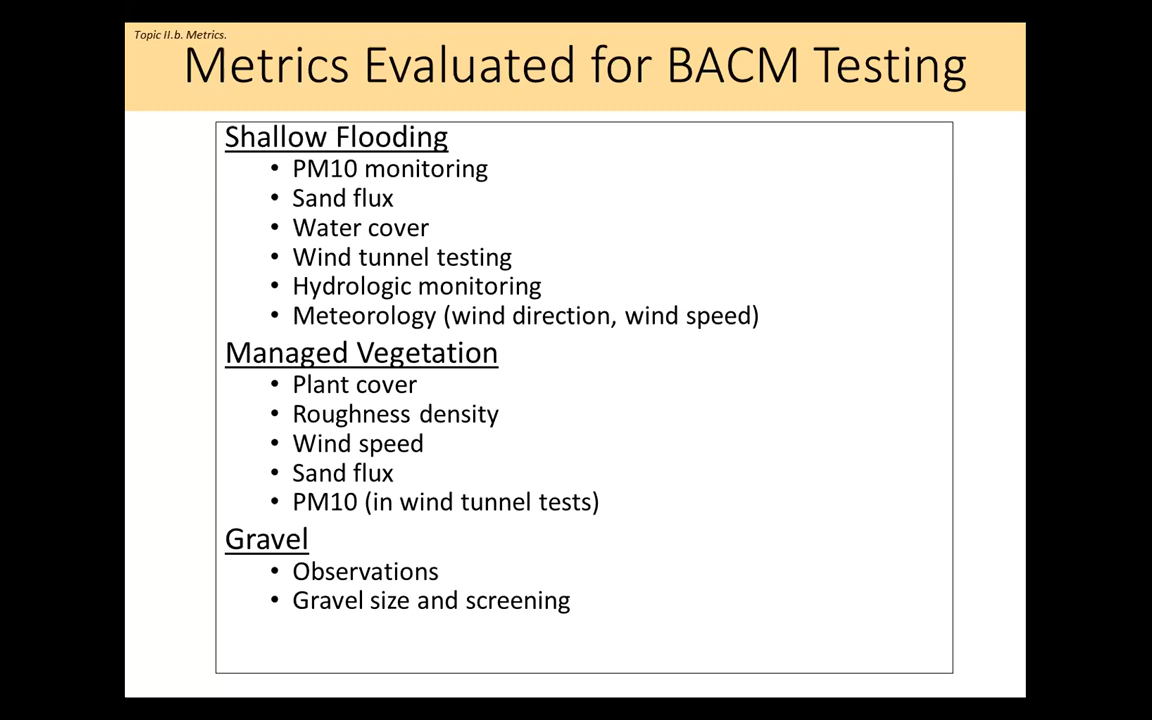 Topic II.b. Metrics.
Metrics Evaluated for BACM Testing
Shallow Flooding
• PM10 monitoring
• Sand flux
• Water cover
• Wind tunnel testing
• Hydrologic monitoring
• Meteorology (wind direction, wind speed)
Managed Vegetation
• Plant cover
• Roughness density
• Wind speed
• Sand flux
• PM10 (in wind tunnel tests)
Gravel
• Observations
• Gravel size and screening